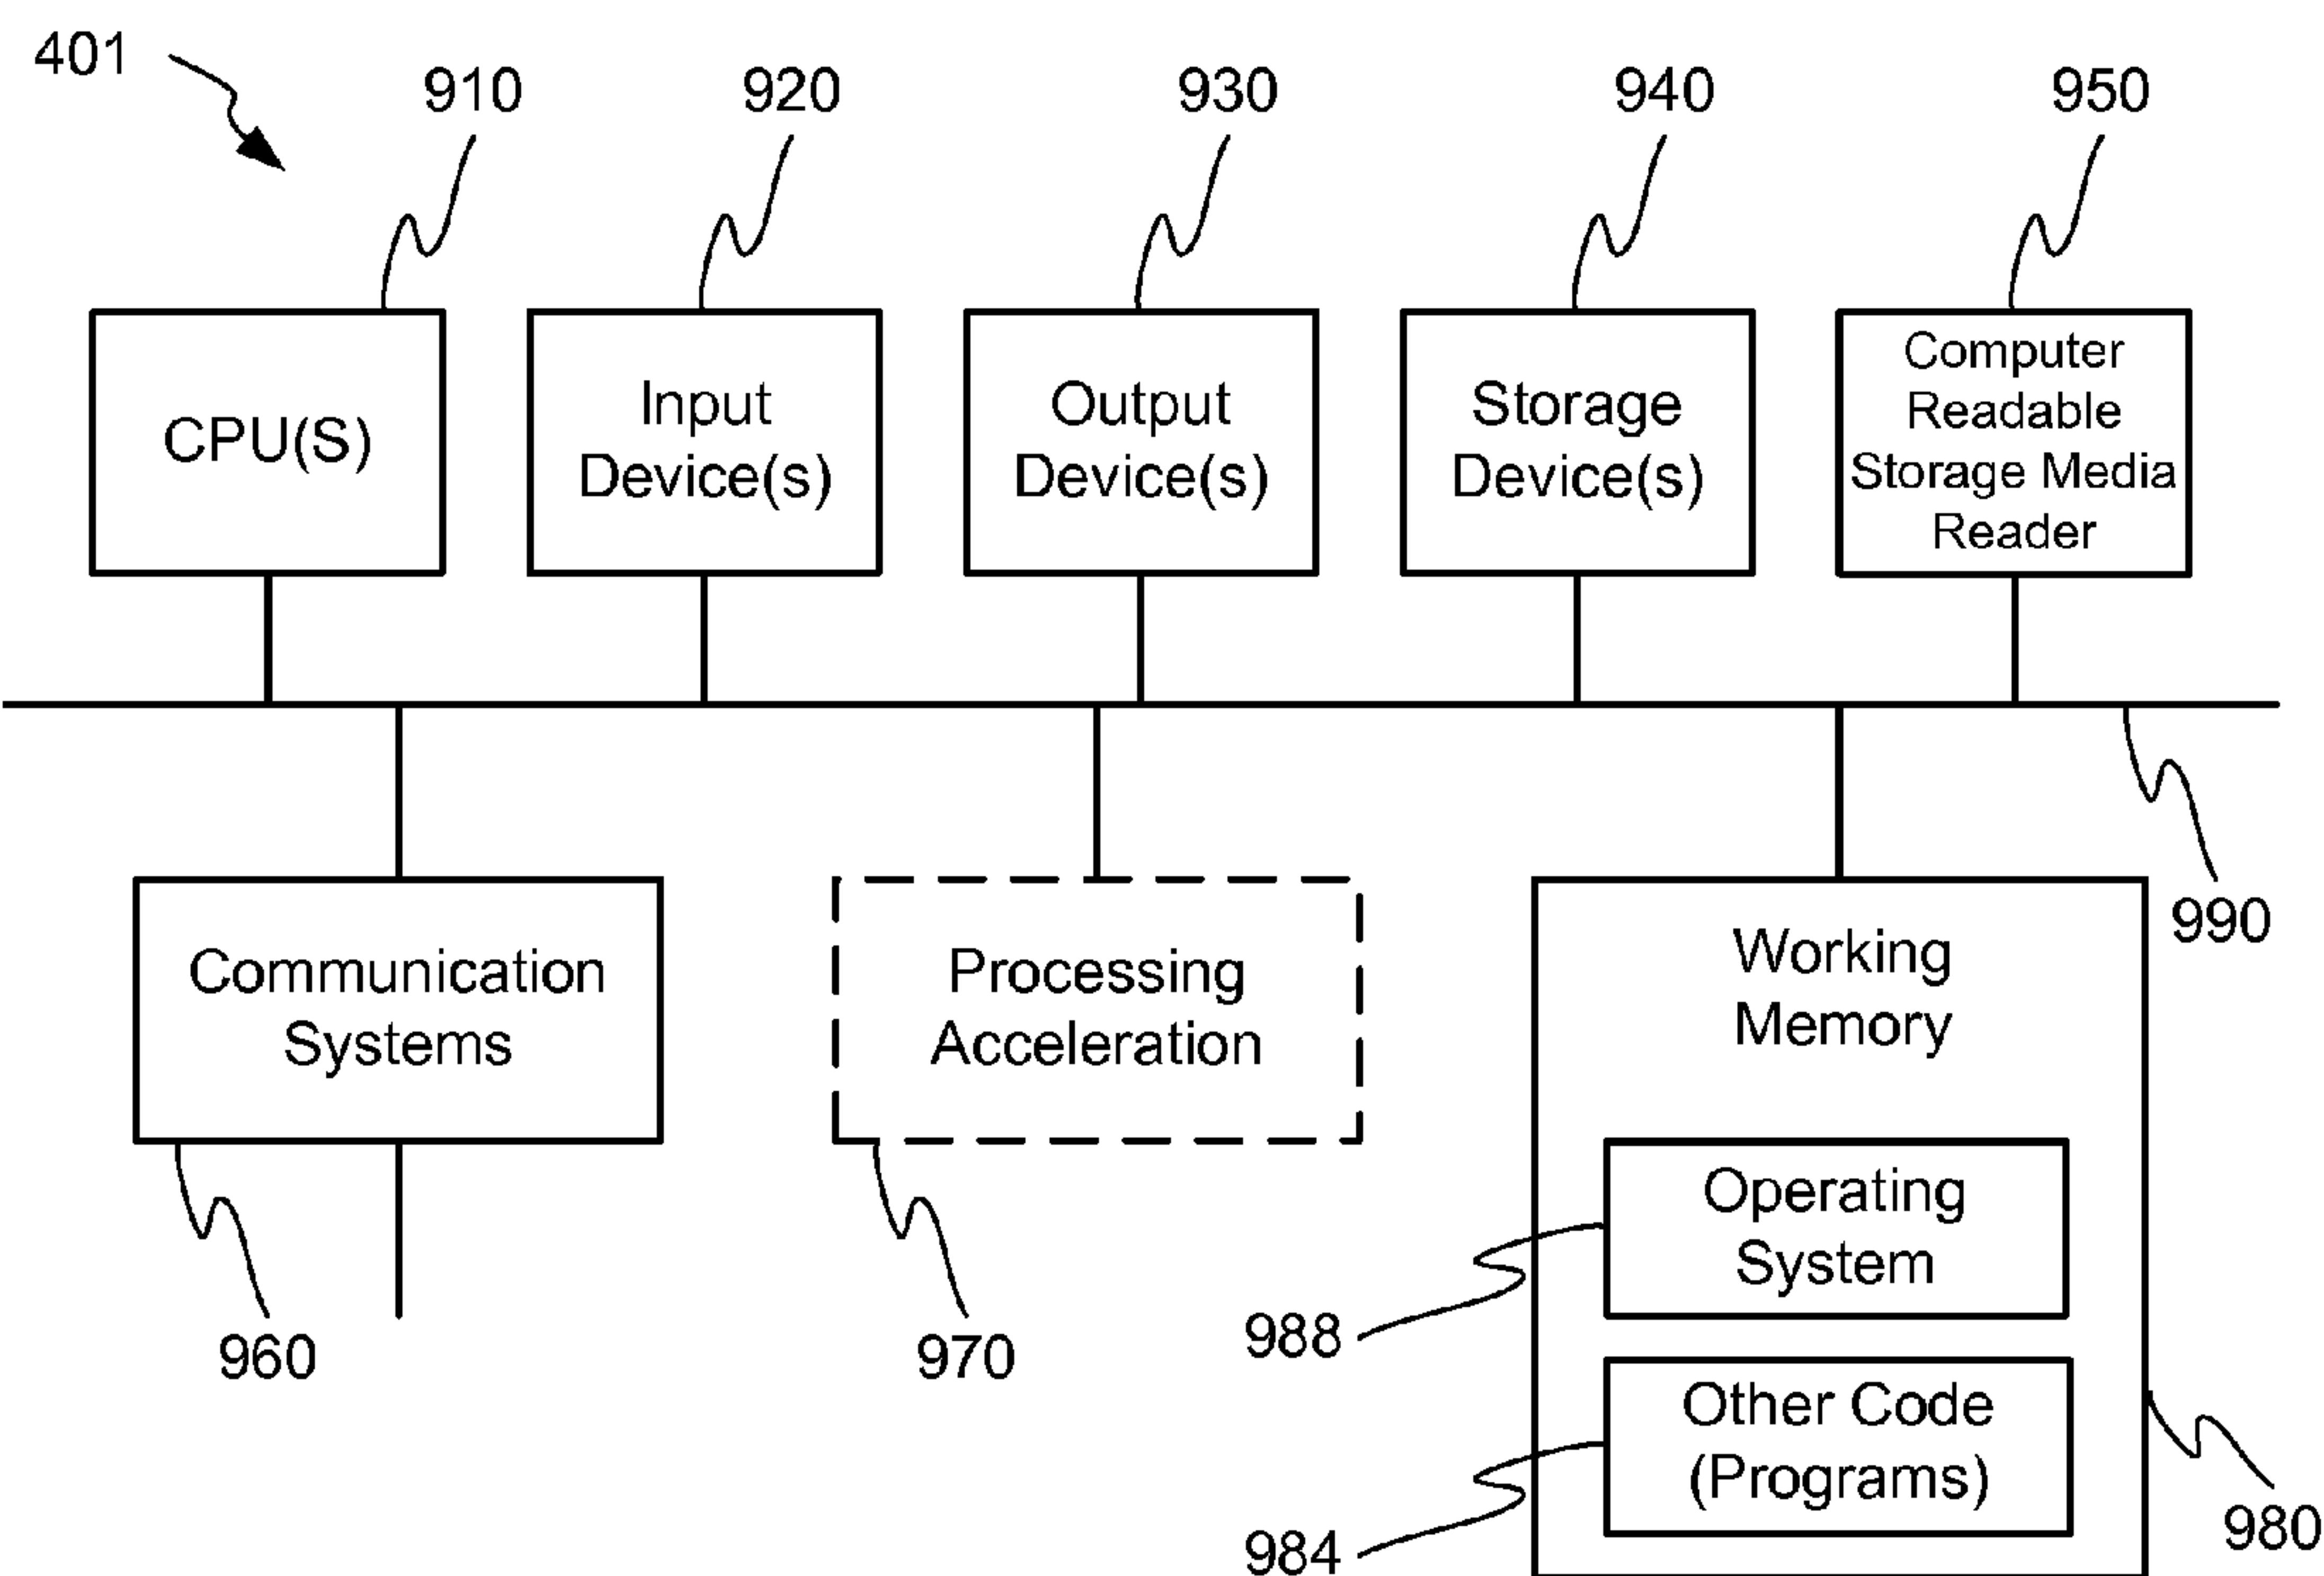 401
910
920
930
940
950
CPU(S)
Input
Device(s)
Output
Device(s)
Storage
Device(s)
Computer
Readable
Storage Media
Reader
990
Communication
Systems
960
Processing
Acceleration
970
Working
Memory
Operating
System
988
Other Code
(Programs)
984
980